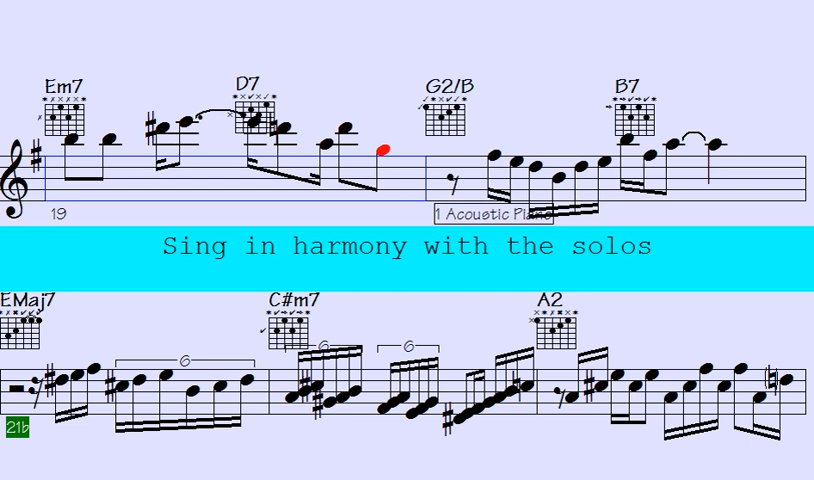 Em7 D7 G2/B B7
19
1 Acoustic Piano
Sing in harmony with the solos
EMaj7 C#m7 A2
6 6 6
21b